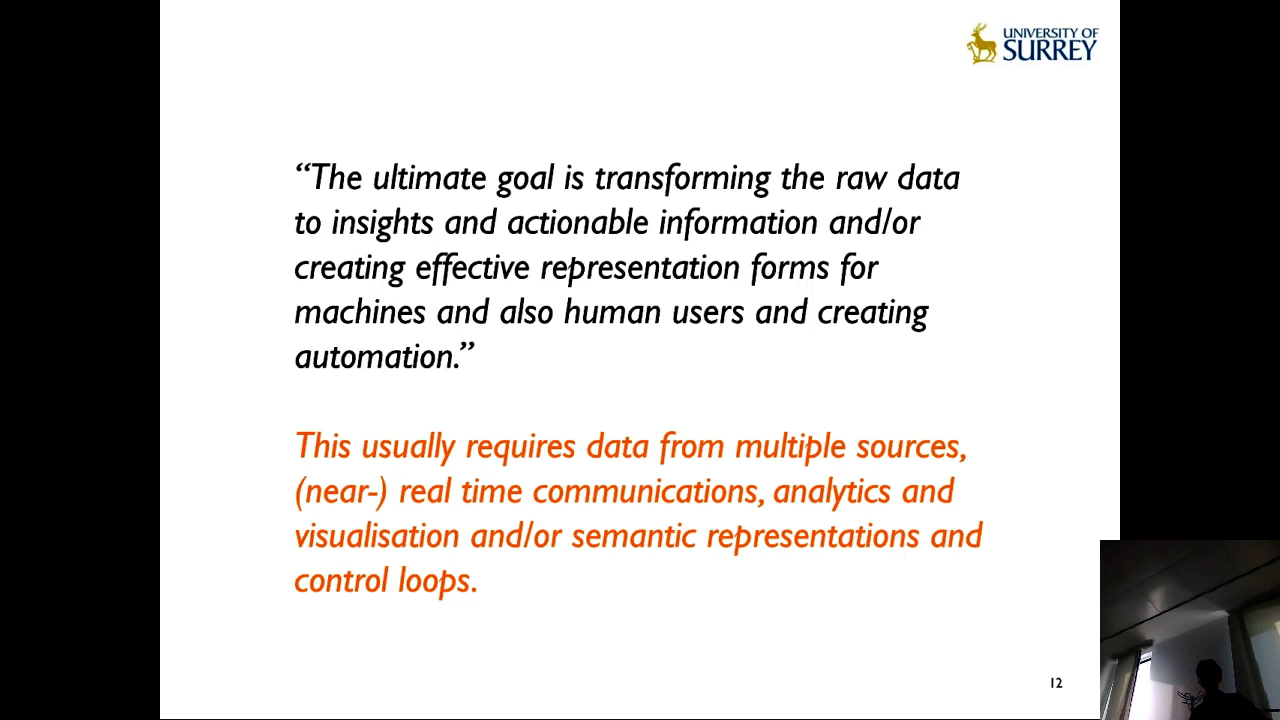 UNIVERSITY OF
SURREY
“The ultimate goal is transforming the raw data
to insights and actionable information and/or
creating effective representation forms for
machines and also human users and creating
automation.”
This usually requires data from multiple sources,
(near-) real time communications, analytics and
visualisation and/or semantic representations and
control loops.
12